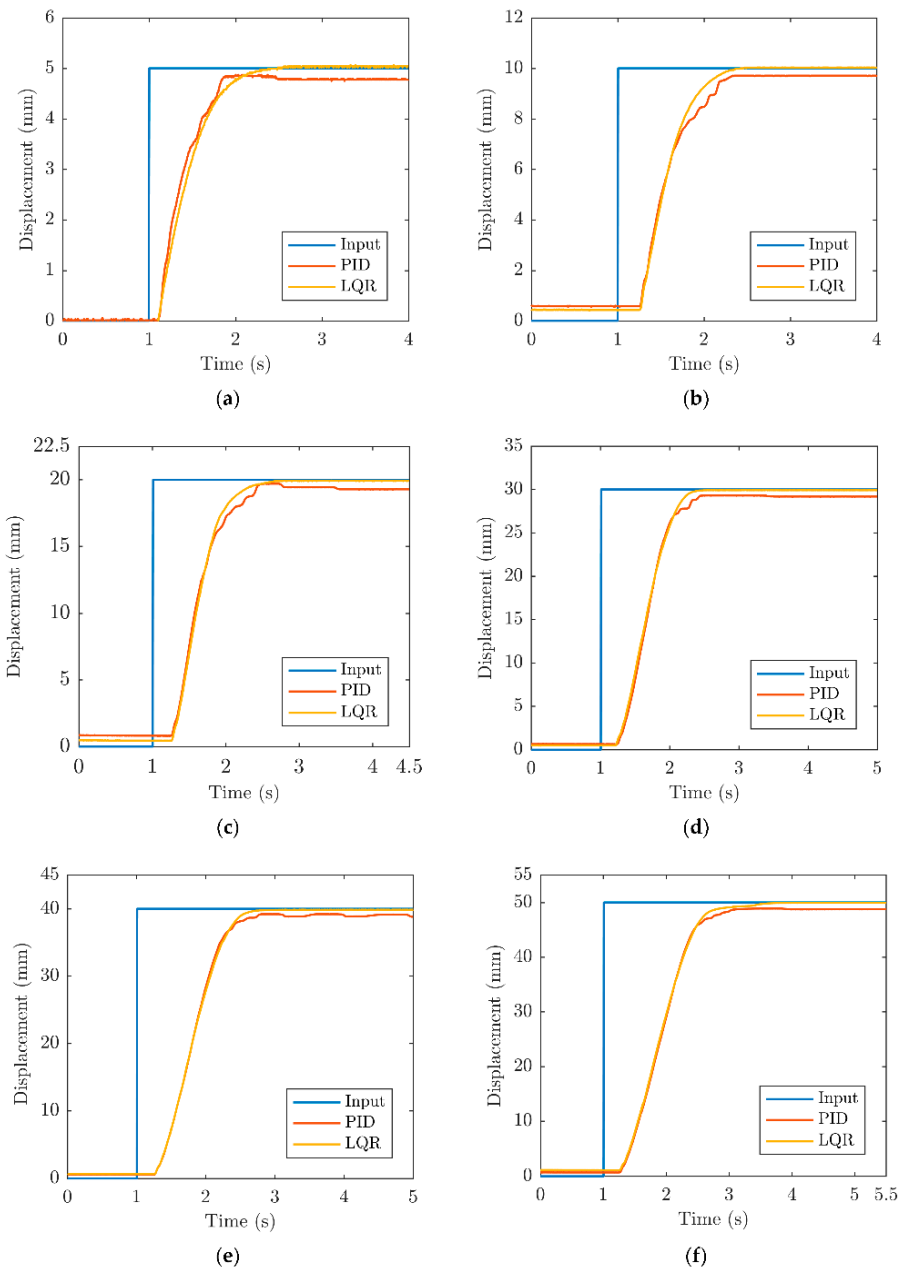 6
5
4
3
2
1
0
Displacement (mm)
Input
PID
LQR
0 1 2 3 4
Time (s)
(a)
12
10
8
6
4
2
0
Displacement (mm)
Input
PID
LQR
0 1 2 3 4
Time (s)
(b)
22.5
20
15
10
5
0
Displacement (mm)
Input
PID
LQR
0 1 2 3 4 4.5
Time (s)
(c)
35
30
25
20
15
10
5
0
Displacement (mm)
Input
PID
LQR
0 1 2 3 4 5
Time (s)
(d)
45
40
30
20
10
0
Displacement (mm)
Input
PID
LQR
0 1 2 3 4 5
Time (s)
(e)
55
50
40
30
20
10
0
Displacement (mm)
Input
PID
LQR
0 1 2 3 4 5 5.5
Time (s)
(f)